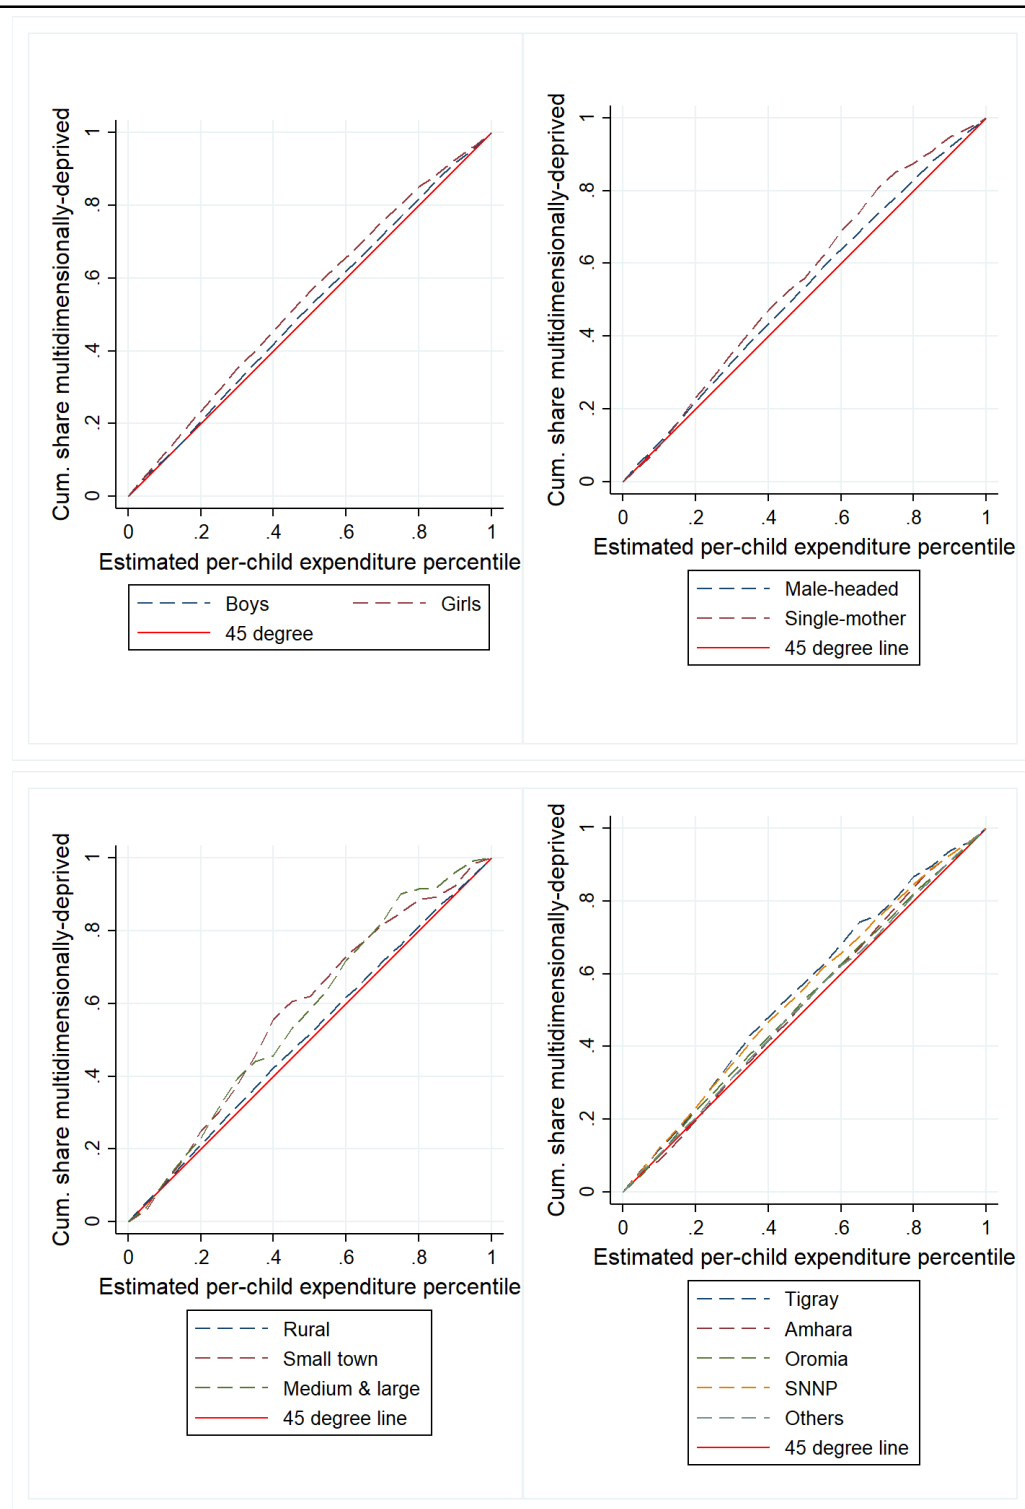 Cum. share multidimensionally-deprived
1
.8
.6
.4
.2
0
0 .2 .4 .6 .8 1
Estimated per-child expenditure percentile
Boys Girls
45 degree
Cum. share multidimensionally-deprived
1
.8
.6
.4
.2
0
0 .2 .4 .6 .8 1
Estimated per-child expenditure percentile
Male-headed
Single-mother
45 degree line
Cum. share multidimensionally-deprived
1
.8
.6
.4
.2
0
0 .2 .4 .6 .8 1
Estimated per-child expenditure percentile
Rural
Small town
Medium & large
45 degree line
Cum. share multidimensionally-deprived
1
.8
.6
.4
.2
0
0 .2 .4 .6 .8 1
Estimated per-child expenditure percentile
Tigray
Amhara
Oromia
SNNP
Others
45 degree line